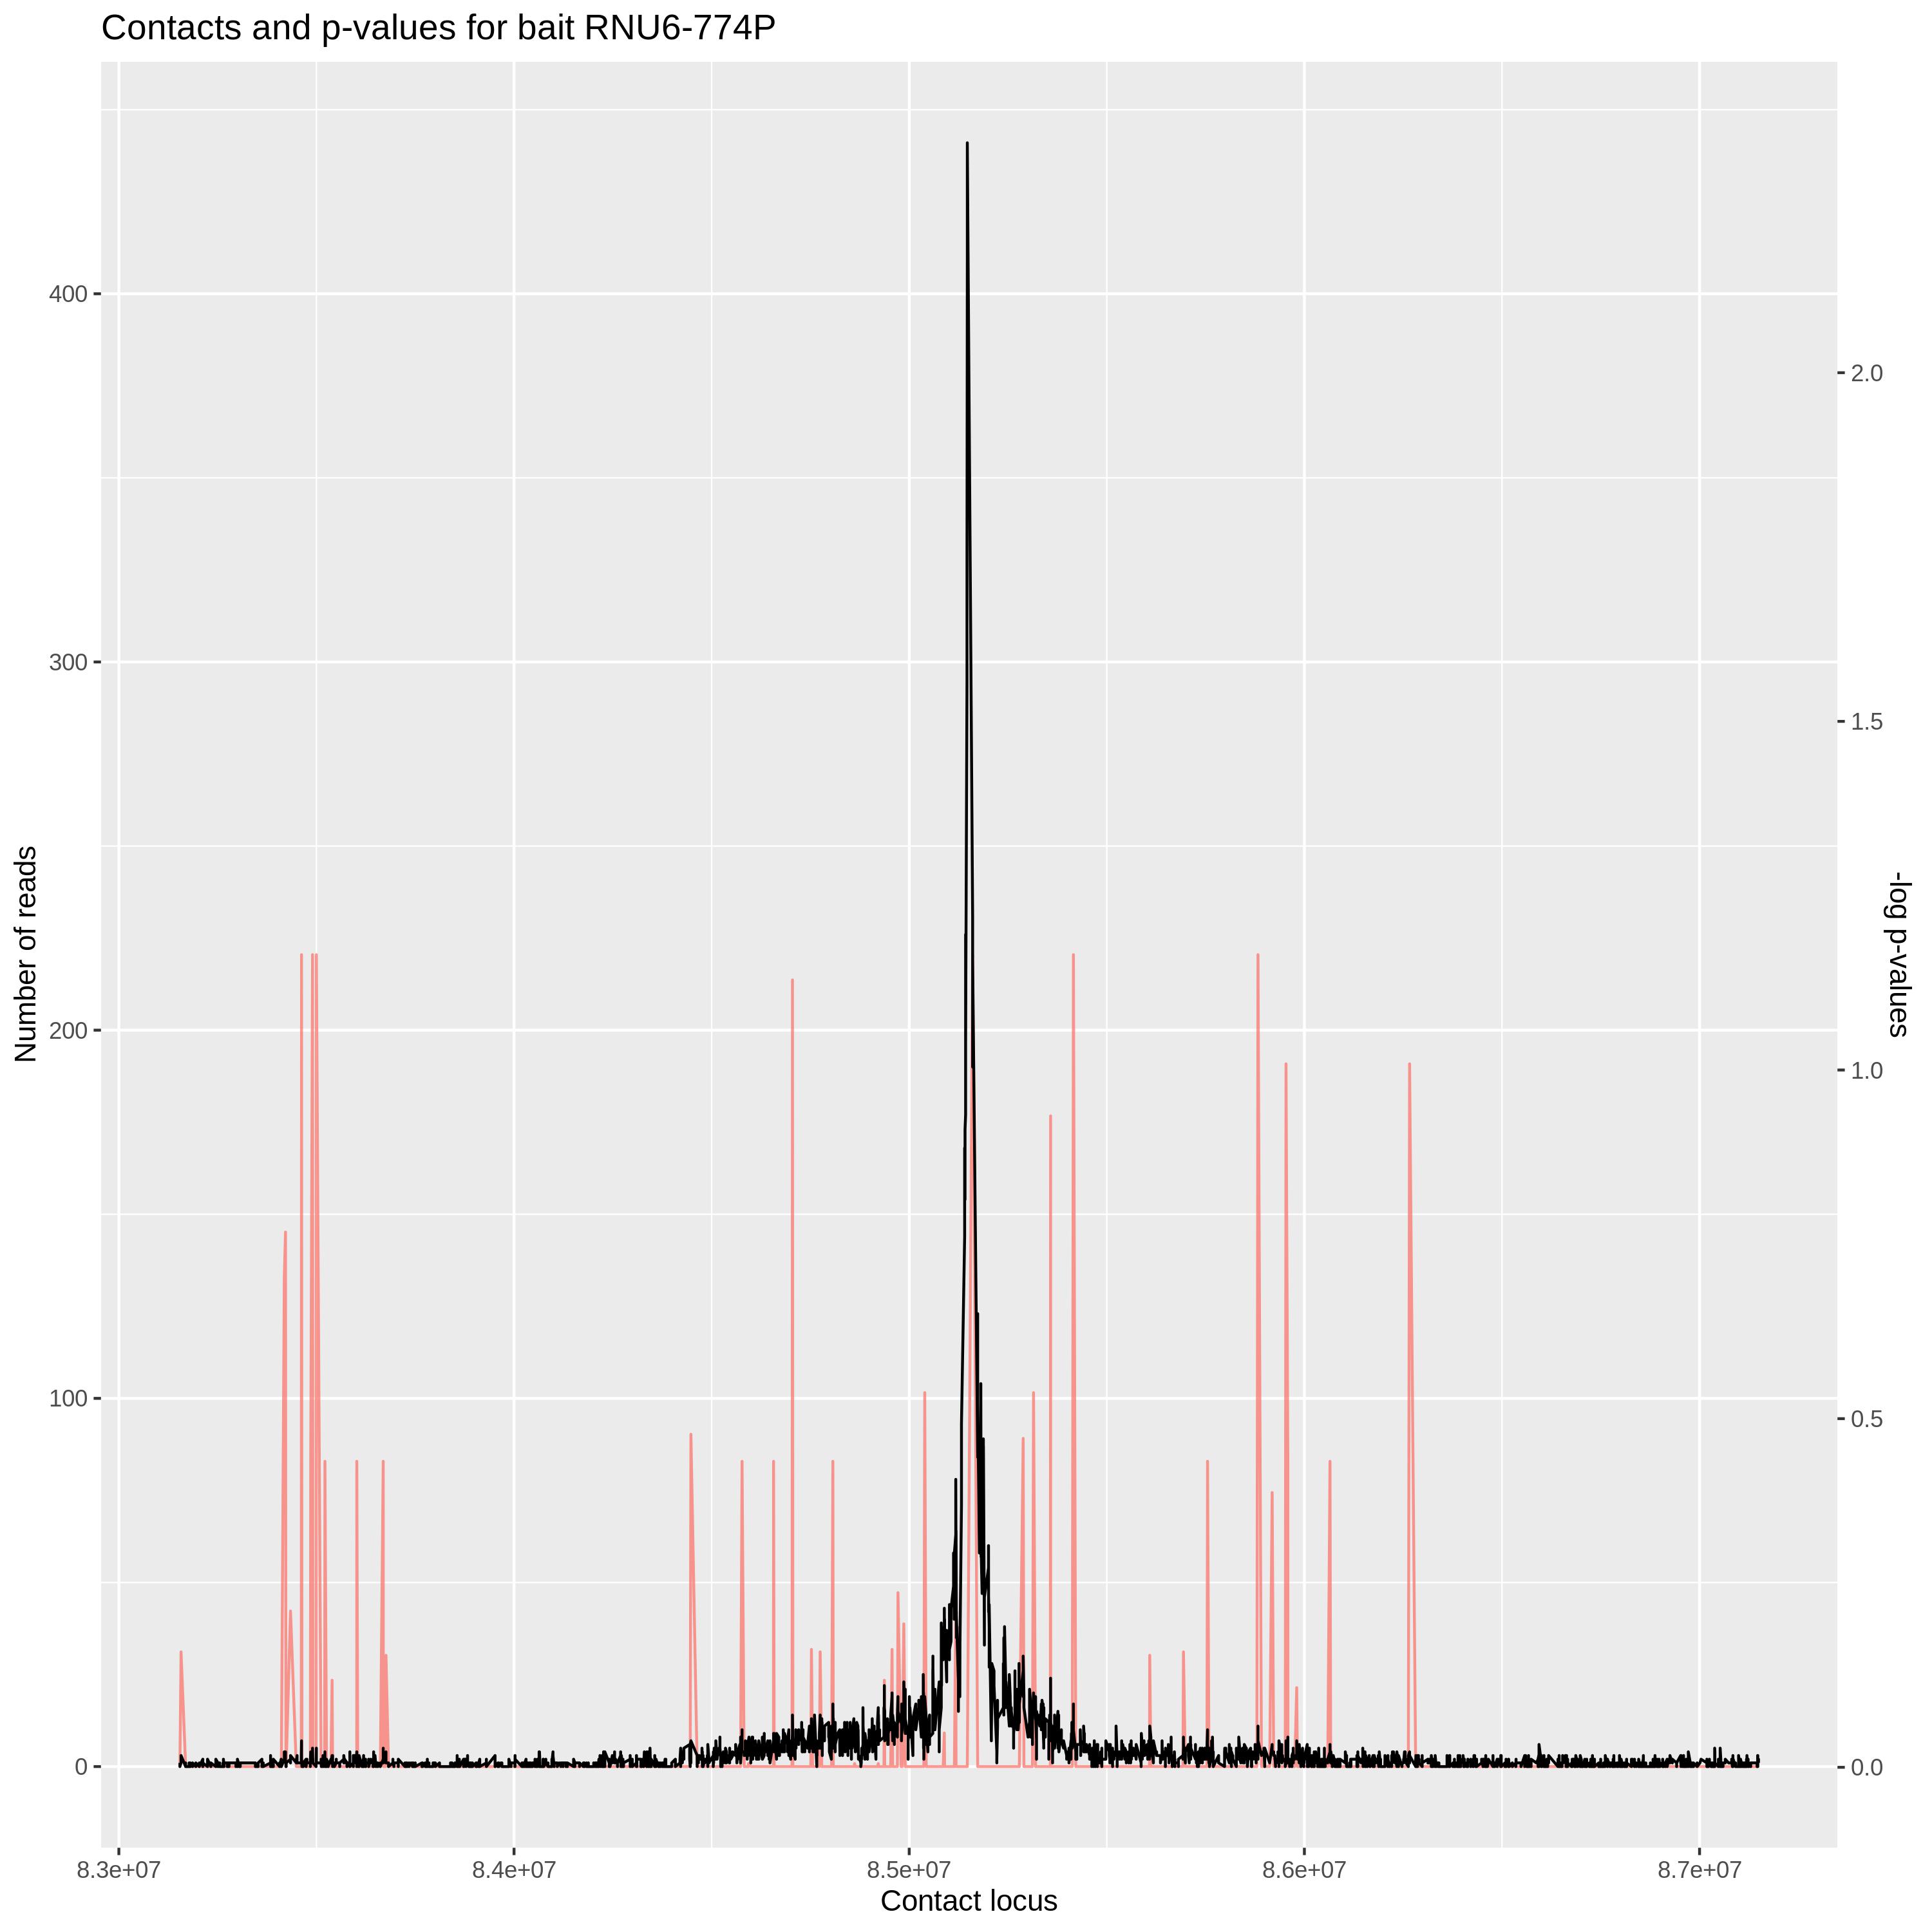 Contacts and p-values for bait RNU6-774P
Number of reads
400
300
200
100
0
2.0
1.5
1.0
0.5
0.0
-log p-values
8.3e+07 8.4e+07 8.5e+07 8.6e+07 8.7e+07
Contact locus